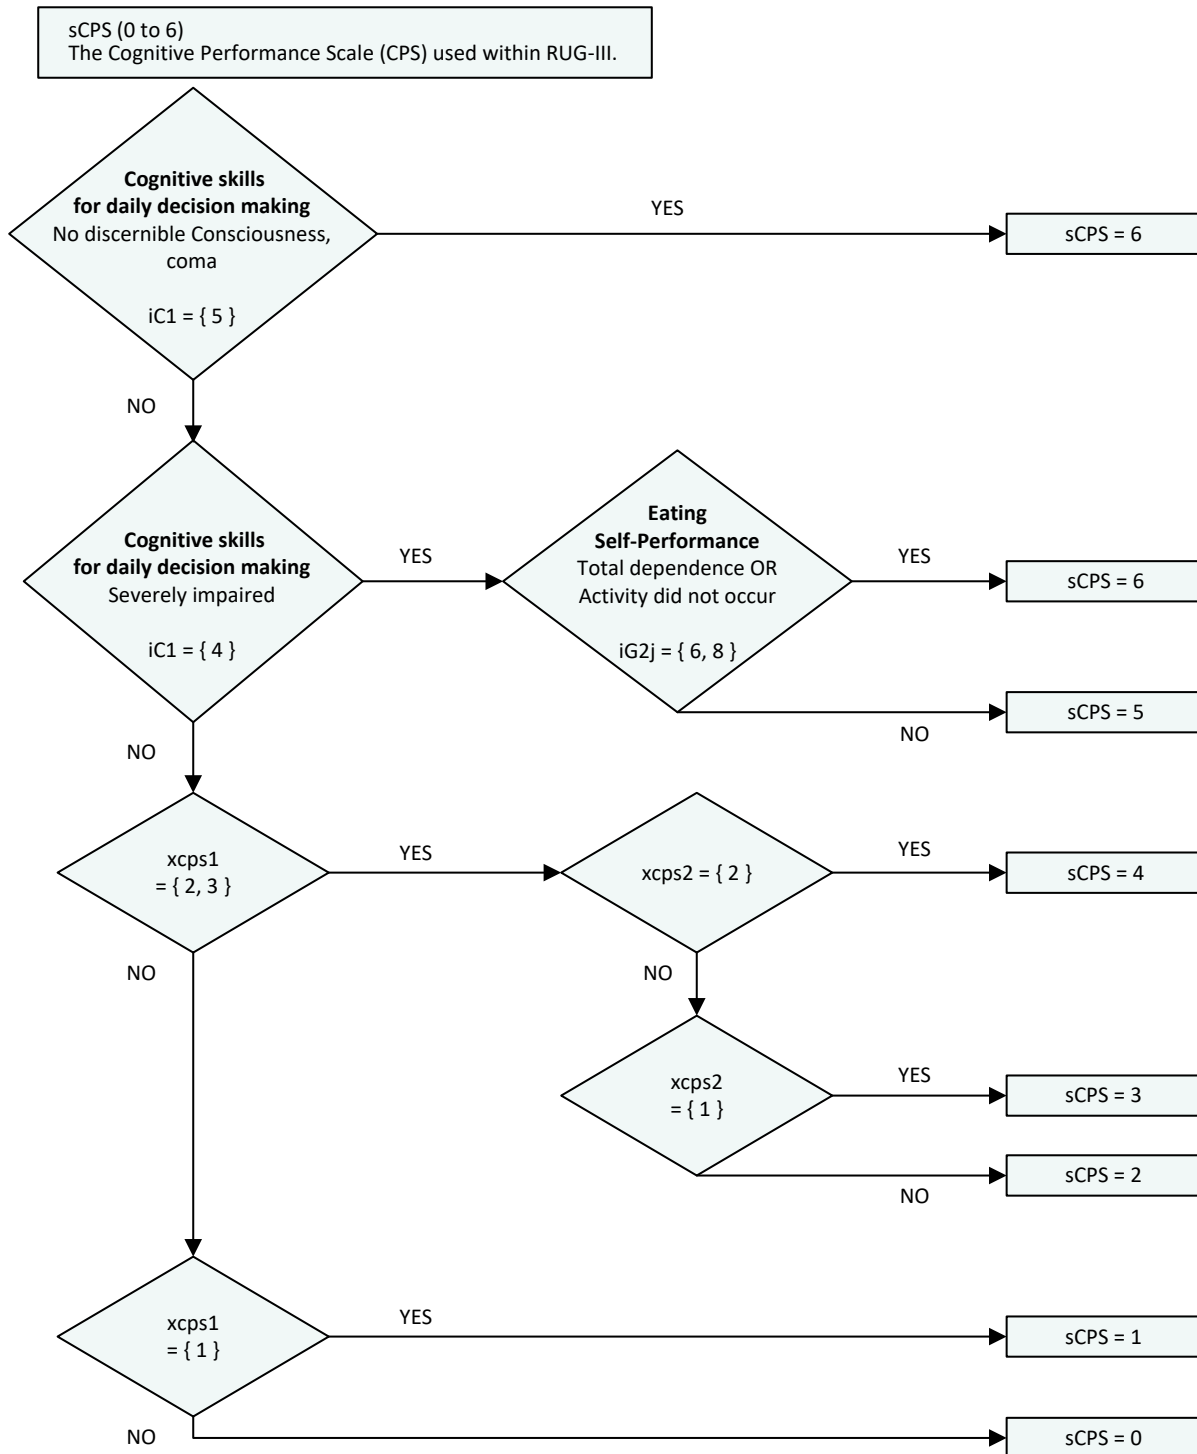 sCPS (0 to 6)
The Cognitive Performance Scale (CPS) used within RUG-III.
Cognitive skills
for daily decision making
No discernible Consciousness,
coma
iC1 = { 5 }
YES
sCPS = 6
NO
Cognitive skills
for daily decision making
Severely impaired
iC1 = { 4 }
YES
Eating
Self-Performance
Total dependence OR
Activity did not occur
iG2j = { 6, 8 }
YES
sCPS = 6
NO
sCPS = 5
NO
xcps1
= { 2, 3 }
YES
xcps2 = { 2 }
YES
sCPS = 4
NO
NO
xcps2
= { 1 }
YES
sCPS = 3
NO
sCPS = 2
xcps1
= { 1 }
YES
sCPS = 1
NO
sCPS = 0